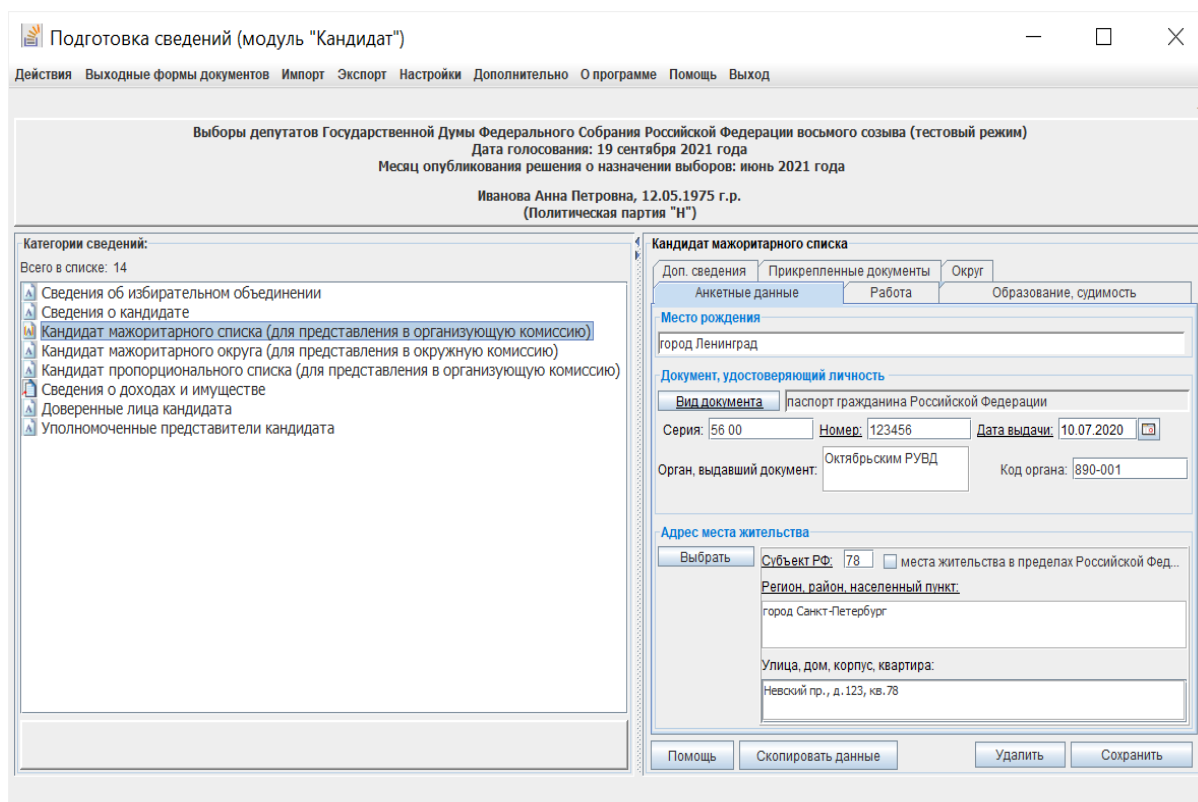 Подготовка сведений (модуль "Кандидат")
Действия Выходные формы документов Импорт Экспорт Настройки Дополнительно О программе Помощь Выход
Выборы депутатов Государственной Думы Федерального Собрания Российской Федерации восьмого созыва (тестовый режим)
Дата голосования: 19 сентября 2021 года
Месяц опубликования решения о назначении выборов: июнь 2021 года
Иванова Анна Петровна, 12.05.1975 г.р.
(Политическая партия "Н")
Категории сведений:
Всего в списке: 14
Сведения об избирательном объединении
Сведения о кандидате
Кандидат мажоритарного списка (для представления в организующую комиссию)
Кандидат мажоритарного округа (для представления в окружную комиссию)
Кандидат пропорционального списка (для представления в организующую комиссию)
Сведения о доходах и имуществе
Доверенные лица кандидата
Уполномоченные представители кандидата
Кандидат мажоритарного списка
Доп. сведения Прикрепленные документы Округ
Анкетные данные Работа Образование, судимость
Место рождения
город Ленинград
Документ, удостоверяющий личность
Вид документа паспорт гражданина Российской Федерации
Серия: 56 00 Номер: 123456 Дата выдачи: 10.07.2020
Орган, выдавший документ: Октябрьским РУВД Код органа: 890-001
Адрес места жительства
Выбрать Субъект РФ: 78 места жительства в пределах Российской Фед...
Регион, район, населенный пункт:
город Санкт-Петербург
Улица, дом, корпус, квартира:
Невский пр., д.123, кв.78
Помощь Скопировать данные Удалить Сохранить